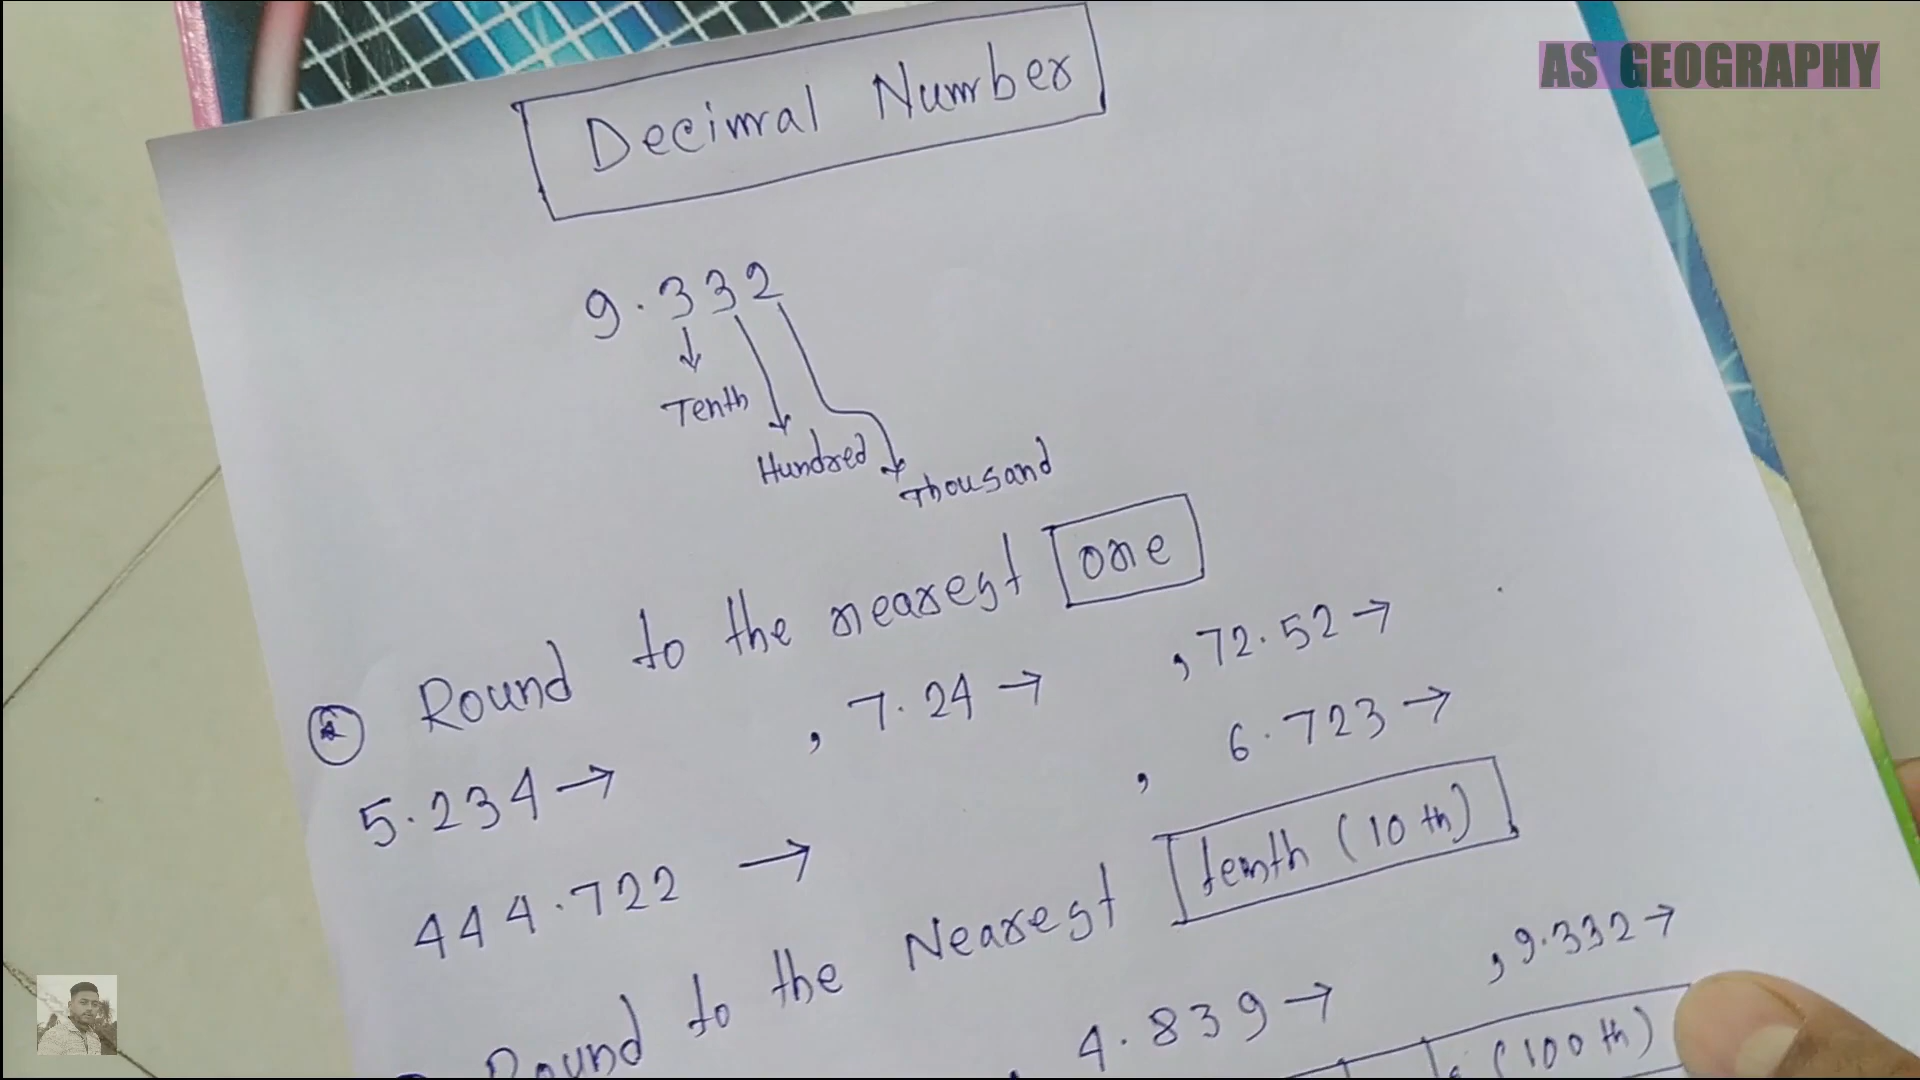 AS GEOGRAPHY
Decimal Number
9.332
Tenth
Hundred
Thousand
Round to the nearest one
5.234→ , 7.24→ , 72.52→
444.722 → , 6.723→
Round to the Nearest tenth (10 th)
, 4.839→ , 9.332→
(100 th)